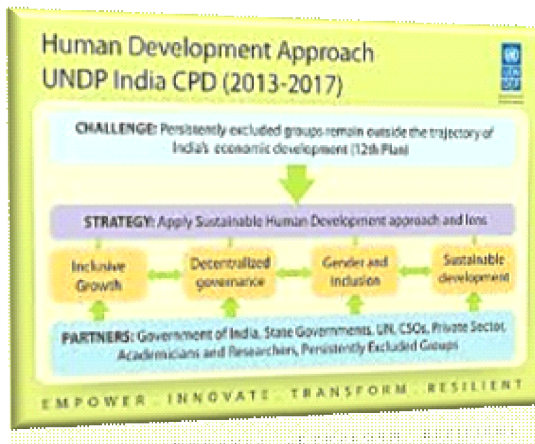 Human Development Approach
UNDP India CPD (2013-2017)
CHALLENGE: Persistently excluded groups remain outside the trajectory of
India's economic development (12th Plan)
STRATEGY: Apply Sustainable Human Development approach and lens
Inclusive
Growth
Decentralized
governance
Gender and
Inclusion
Sustainable
development
PARTNERS: Government of India, State Governments, UN, CSOs, Private Sector,
Academicians and Researchers, Persistently Excluded Groups
EMPOWER . INNOVATE . TRANSFORM . RESILIENT